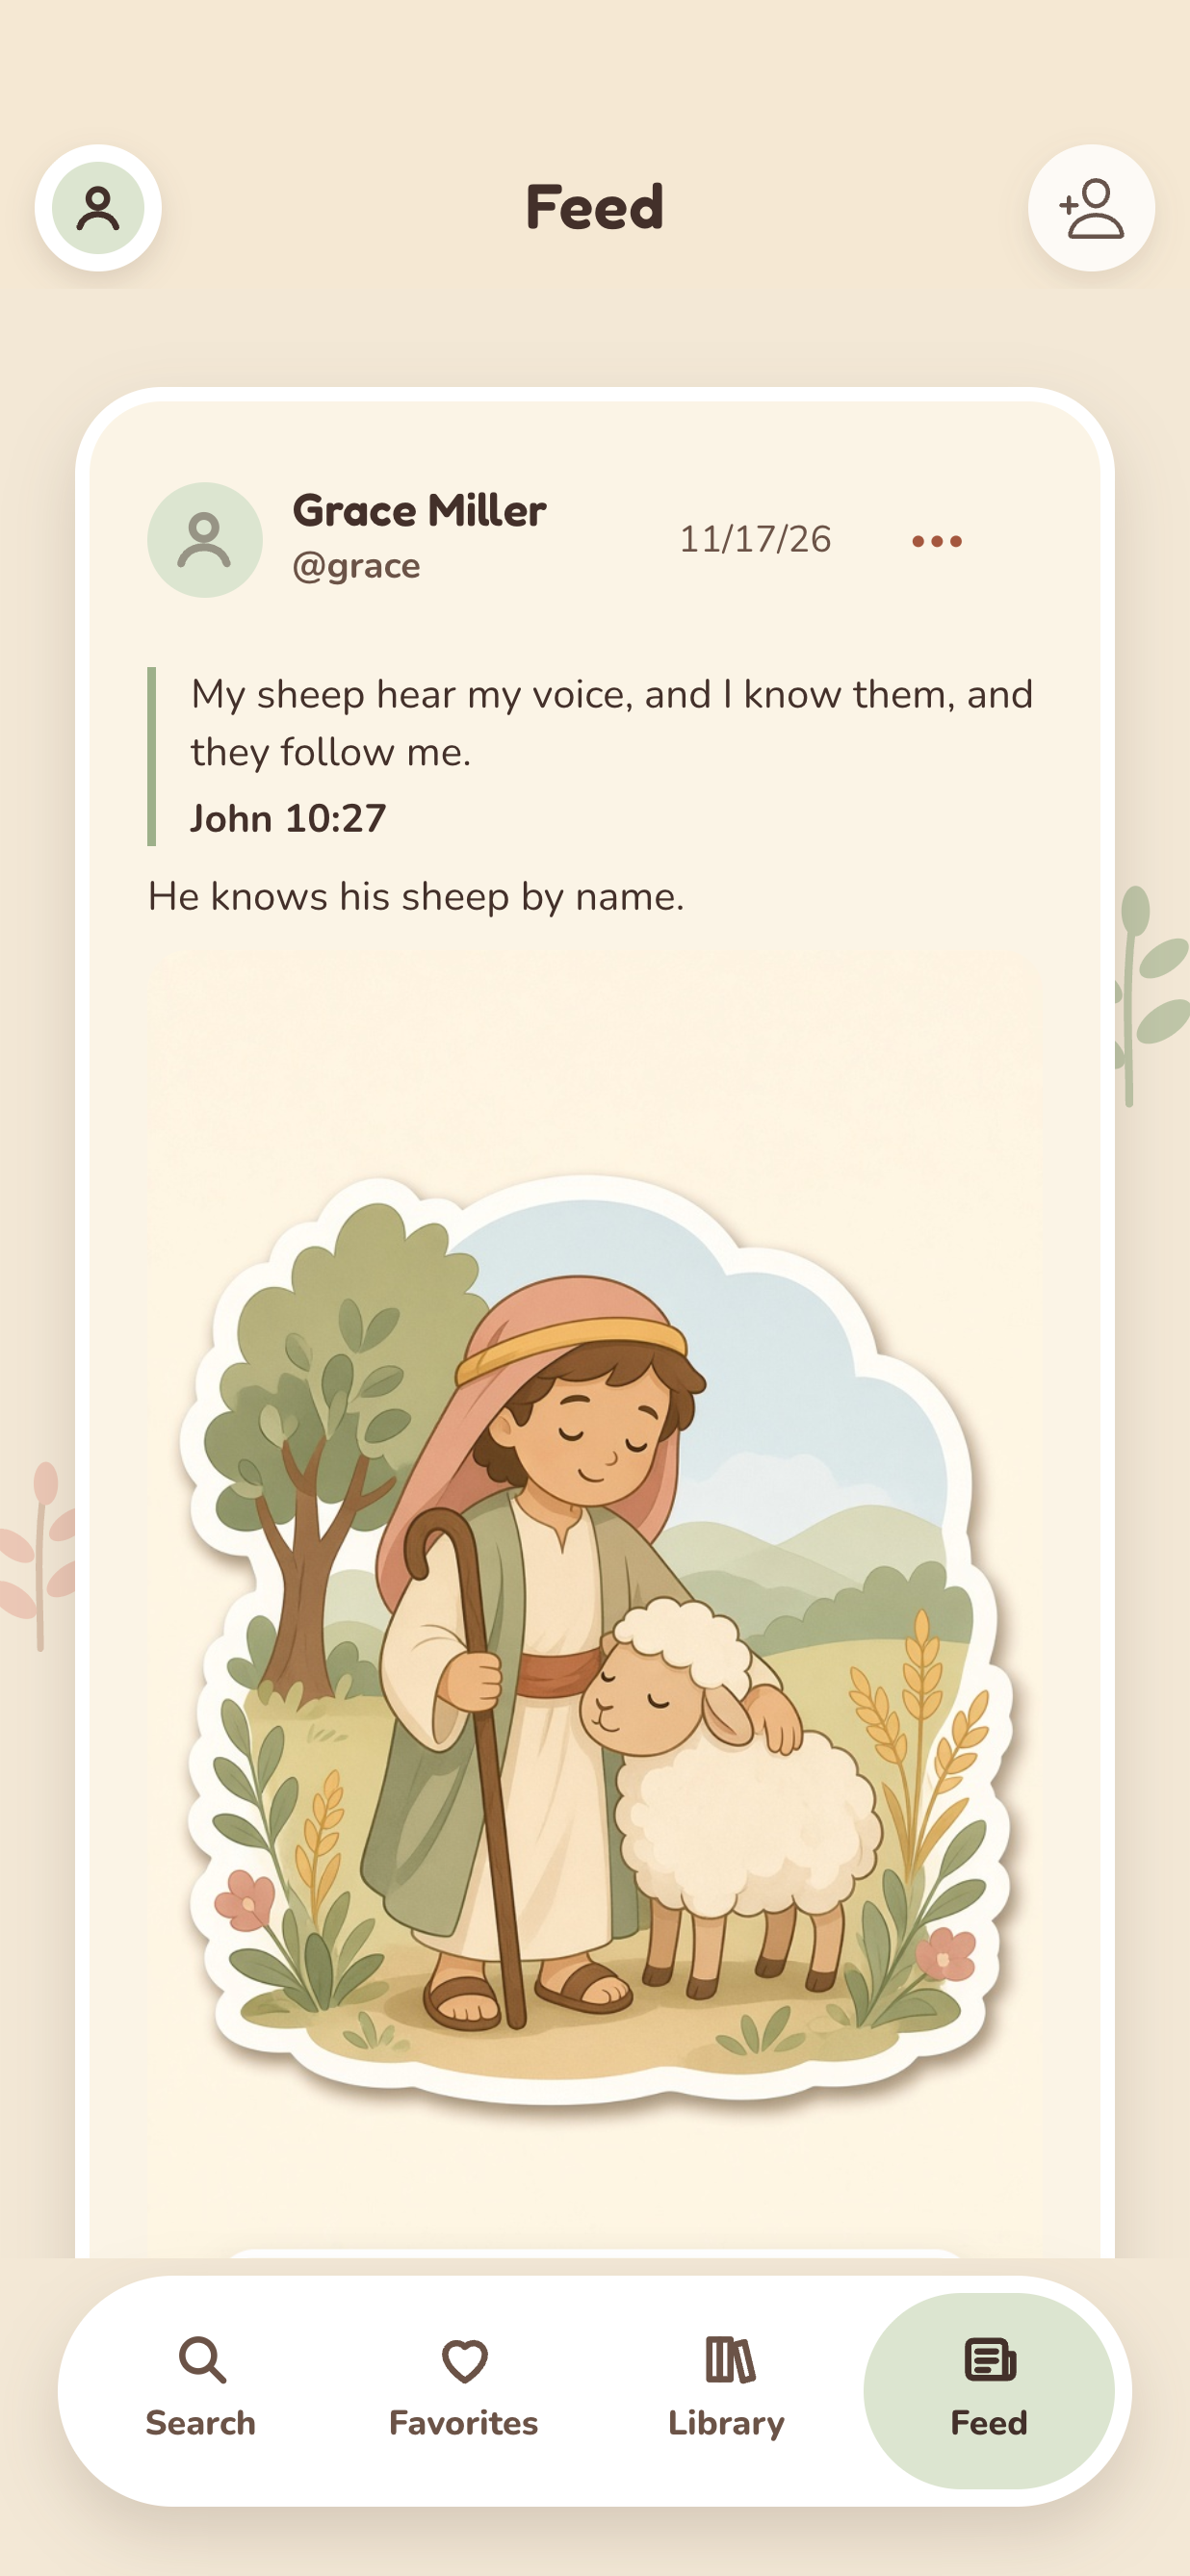 Feed
Grace Miller
@grace
11/17/26
My sheep hear my voice, and I know them, and
they follow me.
John 10:27
He knows his sheep by name.
Search
Favorites
Library
Feed